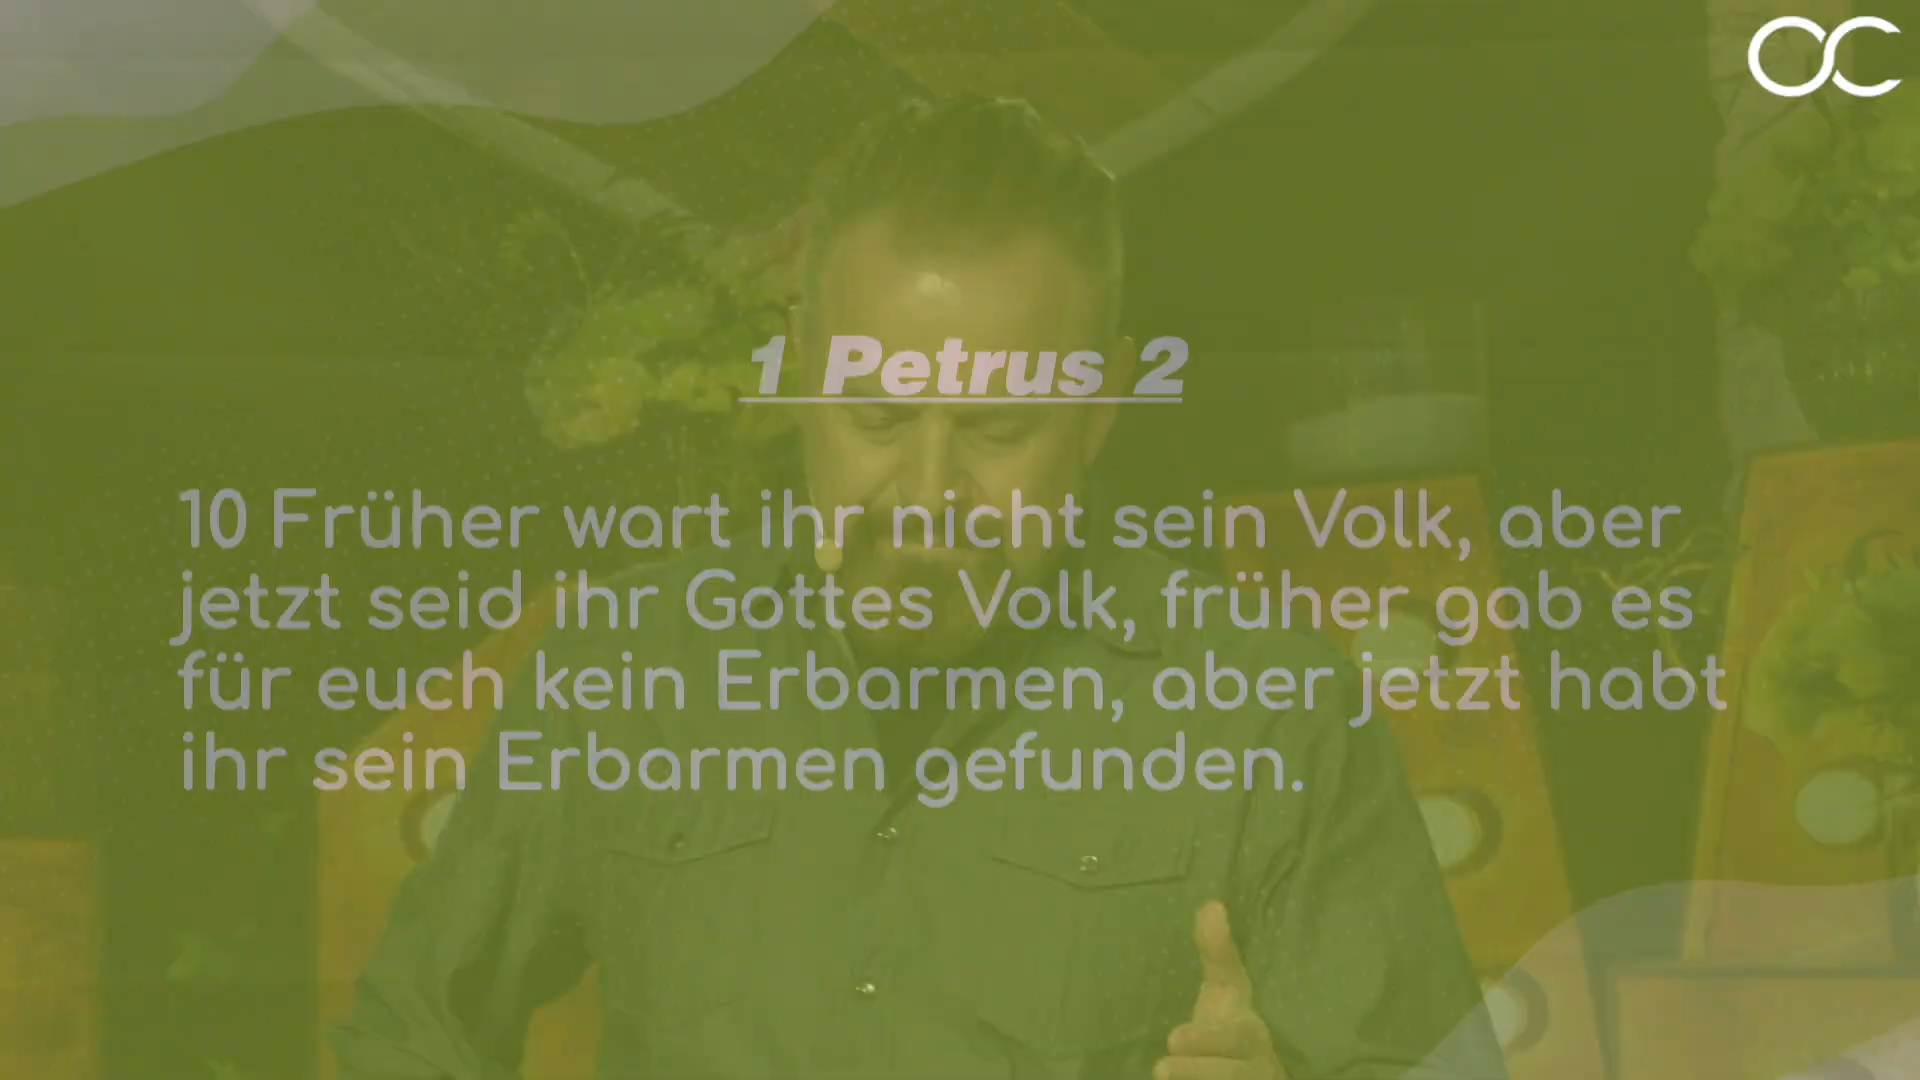 OC
1 Petrus 2
10 Früher wart ihr nicht sein Volk, aber
jetzt seid ihr Gottes Volk, früher gab es
für euch kein Erbarmen, aber jetzt habt
ihr sein Erbarmen gefunden.